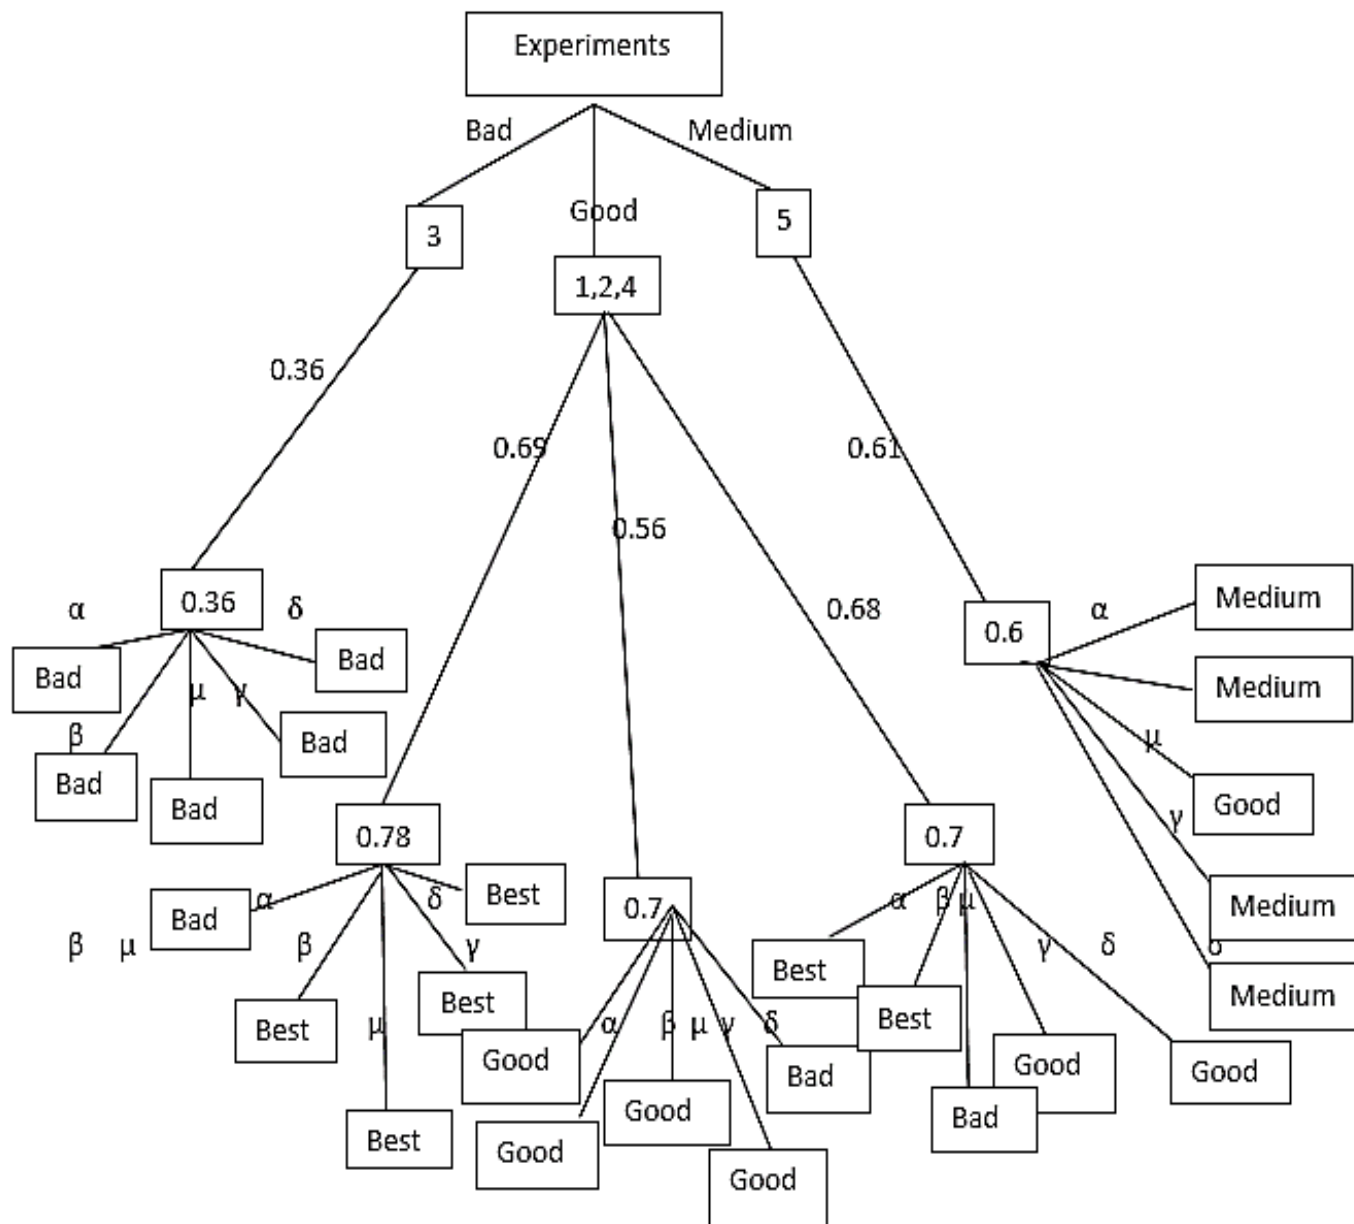 Experiments
Bad
Medium
Good
3
5
1,2,4
0.36
0.69
0.61
0.56
0.36
α
δ
0.68
0.6
α
Medium
Bad
Bad
μ
γ
Medium
β
Bad
Bad
Bad
μ
Good
γ
0.78
0.7
0.7
Bad
α
δ
Best
α
β
μ
Medium
β
μ
β
γ
γ
δ
Best
Best
Best
μ
Best
Best
Medium
Good
α
β
μ
γ
δ
Bad
Good
Good
Good
Good
Bad
Best
Good